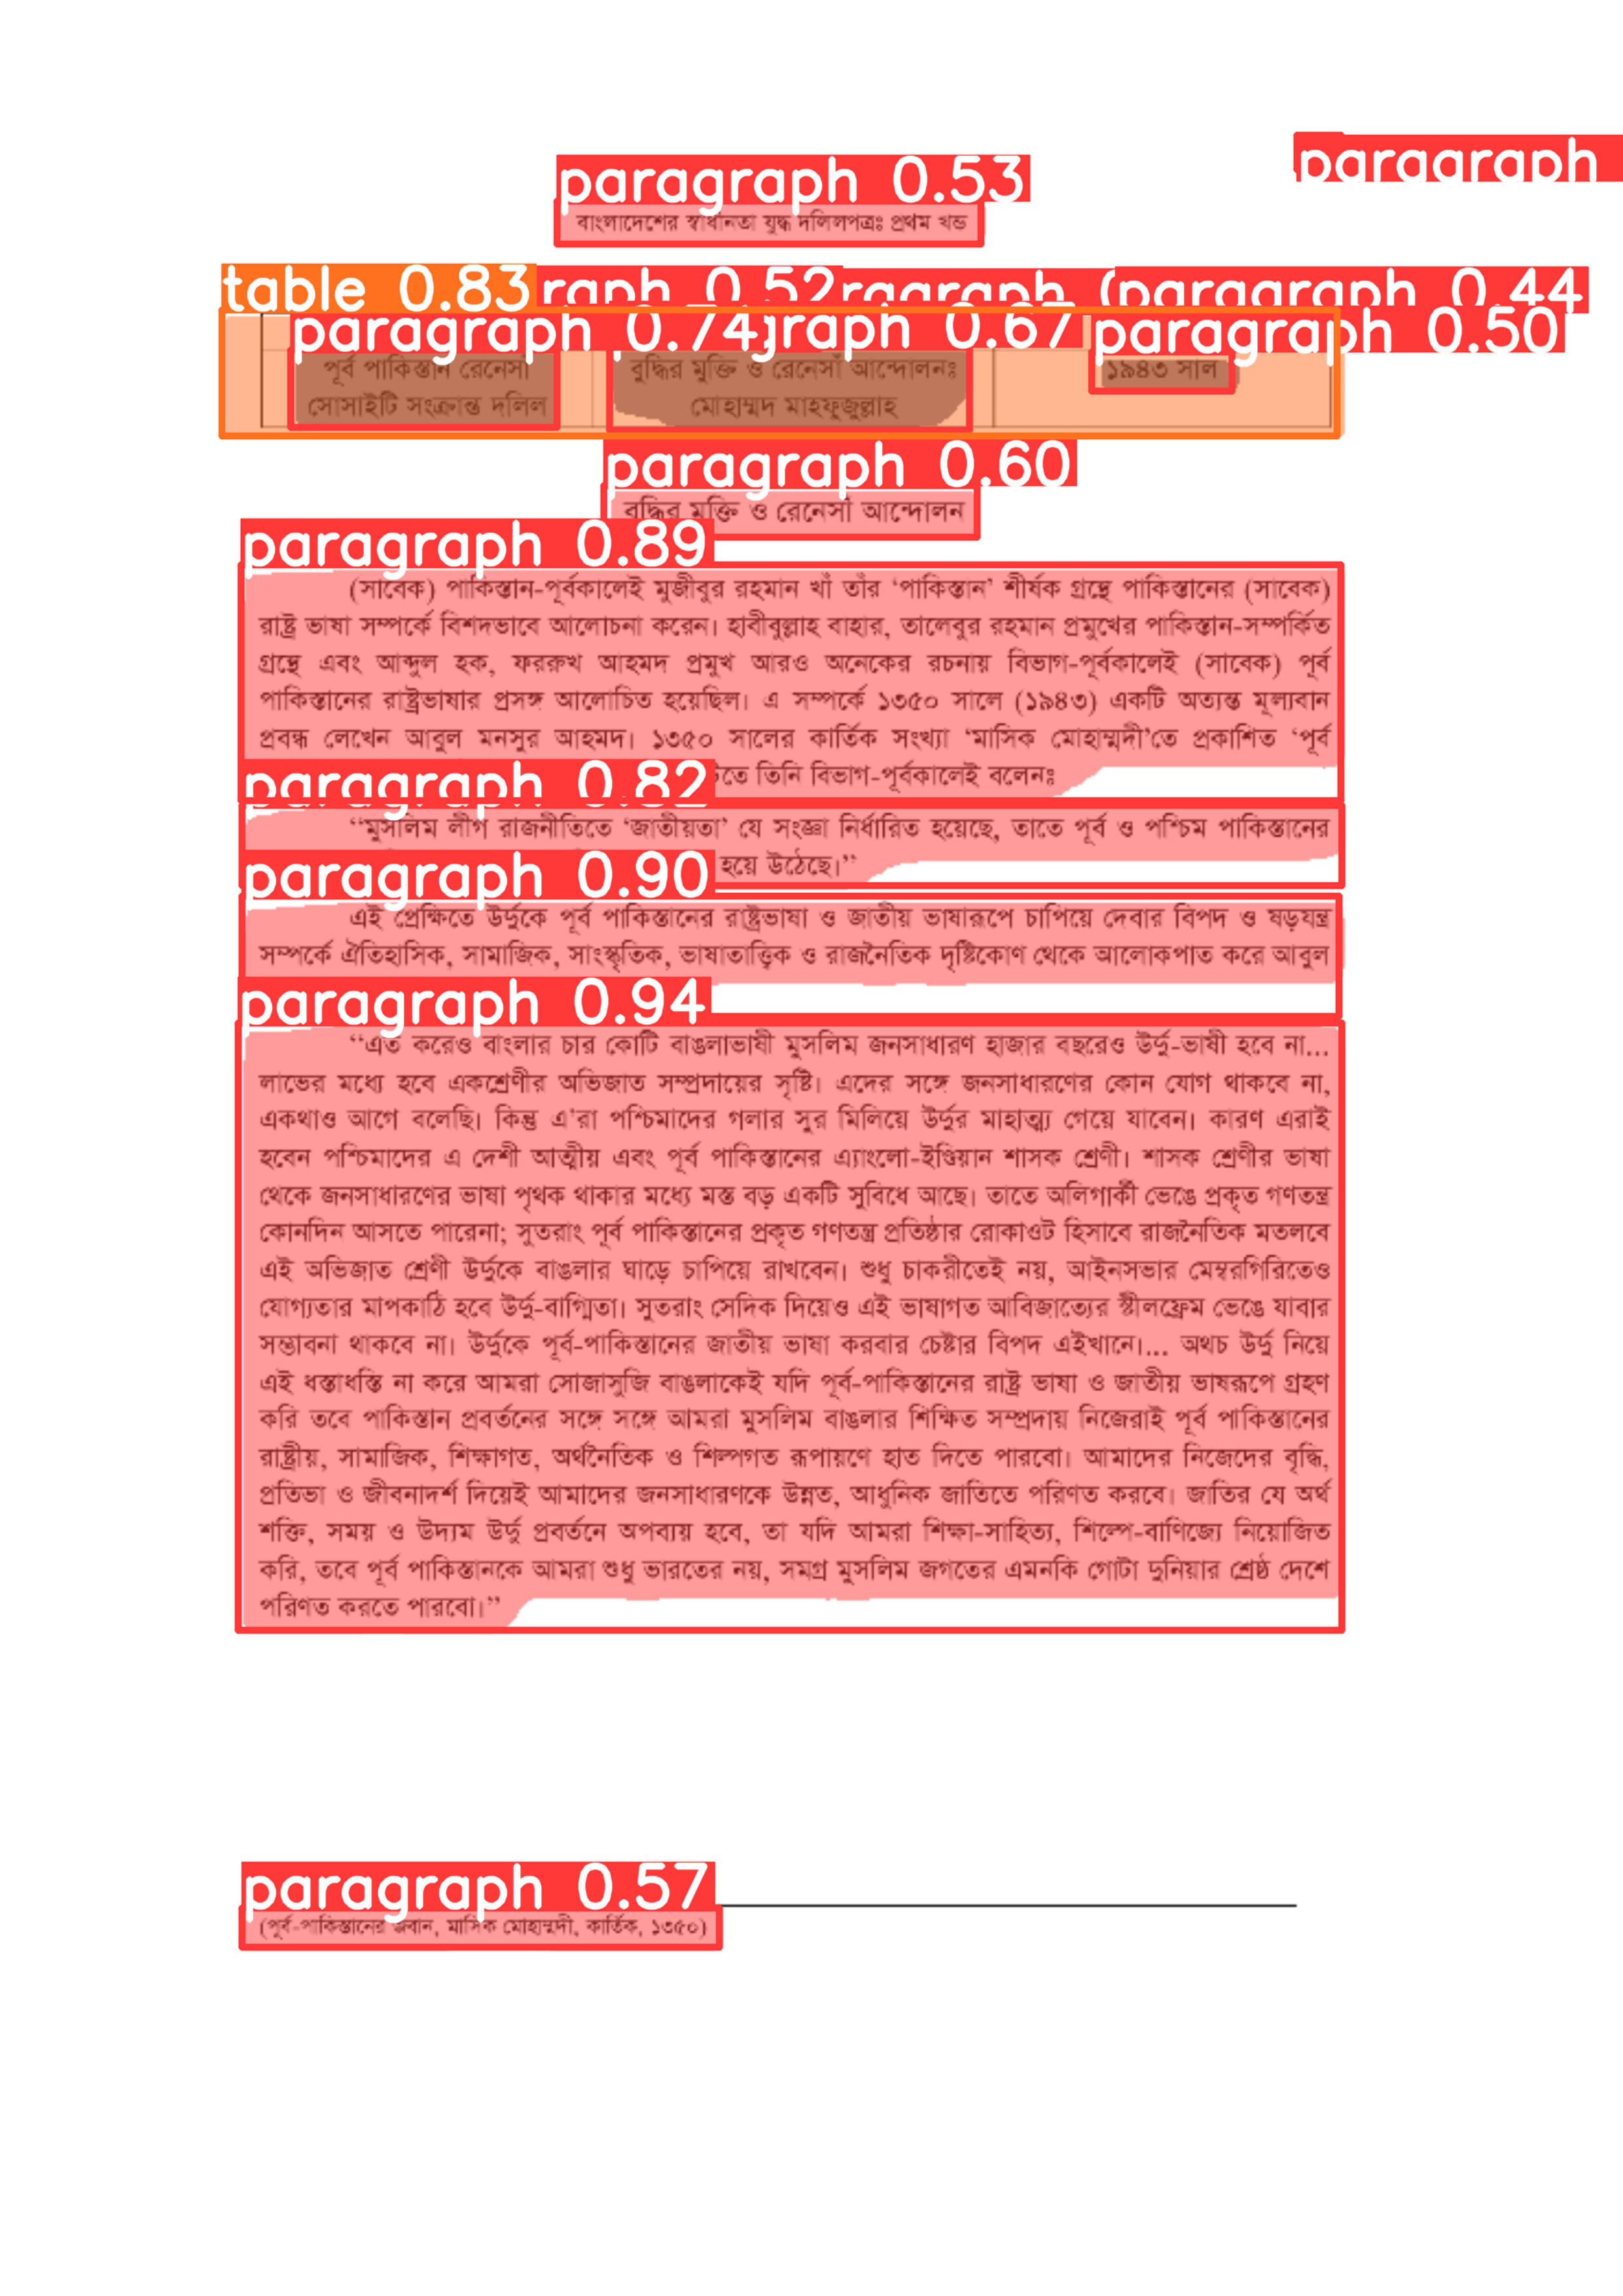 paragraph
paragraph 0.53
বাংলাদেশের স্বাধীনতা যুদ্ধ দলিলপত্রঃ প্রথম খন্ড
table 0.83 raph 0.52 ragraph (paragraph 0.44
paragraph 0.74 graph 0.67 paragraph 0.50
পূর্ব পাকিস্তান রেনেসাঁ
সোসাইটি সংক্রান্ত দলিল
বুদ্ধির মুক্তি ও রেনেসাঁ আন্দোলনঃ
মোহাম্মদ মাহফুজুল্লাহ
১৯৪৩ সাল
paragraph 0.60
বুদ্ধির মুক্তি ও রেনেসাঁ আন্দোলন
paragraph 0.89
(সাবেক) পাকিস্তান-পূর্বকালেই মুজীবুর রহমান খাঁ তাঁর ‘পাকিস্তান’ শীর্ষক গ্রন্থে পাকিস্তানের (সাবেক)
রাষ্ট্র ভাষা সম্পর্কে বিশদভাবে আলোচনা করেন। হাবীবুল্লাহ বাহার, তালেবুর রহমান প্রমুখের পাকিস্তান-সম্পর্কিত
গ্রন্থে এবং আব্দুল হক, ফররুখ আহমদ প্রমুখ আরও অনেকের রচনায় বিভাগ-পূর্বকালেই (সাবেক) পূর্ব
পাকিস্তানের রাষ্ট্রভাষার প্রসঙ্গ আলোচিত হয়েছিল। এ সম্পর্কে ১৩৫০ সালে (১৯৪৩) একটি অত্যন্ত মূল্যবান
প্রবন্ধ লেখেন আবুল মনসুর আহমদ। ১৩৫০ সালের কার্তিক সংখ্যা ‘মাসিক মোহাম্মদী’তে প্রকাশিত ‘পূর্ব
paragraph 0.82 তিনি বিভাগ-পূর্বকালেই বলেনঃ
“মুসলিম লীগ রাজনীতিতে ‘জাতীয়তা’ যে সংজ্ঞা নির্ধারিত হয়েছে, তাতে পূর্ব ও পশ্চিম পাকিস্তানের
paragraph 0.90 হয়ে উঠেছে।”
এই প্রেক্ষিতে উর্দুকে পূর্ব পাকিস্তানের রাষ্ট্রভাষা ও জাতীয় ভাষারূপে চাপিয়ে দেবার বিপদ ও ষড়যন্ত্র
সম্পর্কে ঐতিহাসিক, সামাজিক, সাংস্কৃতিক, ভাষাতাত্ত্বিক ও রাজনৈতিক দৃষ্টিকোণ থেকে আলোকপাত করে আবুল
paragraph 0.94
“এত করেও বাংলার চার কোটি বাঙলাভাষী মুসলিম জনসাধারণ হাজার বছরেও উর্দু-ভাষী হবে না...
লাভের মধ্যে হবে একশ্রেণীর অভিজাত সম্প্রদায়ের সৃষ্টি। এদের সঙ্গে জনসাধারণের কোন যোগ থাকবে না,
একথাও আগে বলেছি। কিন্তু এ'রা পশ্চিমাদের গলার সুর মিলিয়ে উর্দুর মাহাত্ম্য গেয়ে যাবেন। কারণ এরাই
হবেন পশ্চিমাদের এ দেশী আত্মীয় এবং পূর্ব পাকিস্তানের এ্যাংলো-ইণ্ডিয়ান শাসক শ্রেণী। শাসক শ্রেণীর ভাষা
থেকে জনসাধারণের ভাষা পৃথক থাকার মধ্যে মস্ত বড় একটি সুবিধে আছে। তাতে অলিগার্কী ভেঙে প্রকৃত গণতন্ত্র
কোনদিন আসতে পারেনা; সুতরাং পূর্ব পাকিস্তানের প্রকৃত গণতন্ত্র প্রতিষ্ঠার রোকাওট হিসাবে রাজনৈতিক মতলবে
এই অভিজাত শ্রেণী উর্দুকে বাঙলার ঘাড়ে চাপিয়ে রাখবেন। শুধু চাকরীতেই নয়, আইনসভার মেম্বরগিরিতেও
যোগ্যতার মাপকাঠি হবে উর্দু-বাগ্মিতা। সুতরাং সেদিক দিয়েও এই ভাষাগত আবিজাত্যের স্টীলফ্রেম ভেঙে যাবার
সম্ভাবনা থাকবে না। উর্দুকে পূর্ব-পাকিস্তানের জাতীয় ভাষা করবার চেষ্টার বিপদ এইখানে।... অথচ উর্দু নিয়ে
এই ধস্তাধস্তি না করে আমরা সোজাসুজি বাঙলাকেই যদি পূর্ব-পাকিস্তানের রাষ্ট্র ভাষা ও জাতীয় ভাষরূপে গ্রহণ
করি তবে পাকিস্তান প্রবর্তনের সঙ্গে সঙ্গে আমরা মুসলিম বাঙলার শিক্ষিত সম্প্রদায় নিজেরাই পূর্ব পাকিস্তানের
রাষ্ট্রীয়, সামাজিক, শিক্ষাগত, অর্থনৈতিক ও শিল্পগত রূপায়ণে হাত দিতে পারবো। আমাদের নিজেদের বৃদ্ধি,
প্রতিভা ও জীবনাদর্শ দিয়েই আমাদের জনসাধারণকে উন্নত, আধুনিক জাতিতে পরিণত করবে। জাতির যে অর্থ
শক্তি, সময় ও উদ্যম উর্দু প্রবর্তনে অপব্যয় হবে, তা যদি আমরা শিক্ষা-সাহিত্য, শিল্পে-বাণিজ্যে নিয়োজিত
করি, তবে পূর্ব পাকিস্তানকে আমরা শুধু ভারতের নয়, সমগ্র মুসলিম জগতের এমনকি গোটা দুনিয়ার শ্রেষ্ঠ দেশে
পরিণত করতে পারবো।”
paragraph 0.57
(পূর্ব-পাকিস্তানের জবান, মাসিক মোহাম্মদী, কার্তিক, ১৩৫০)